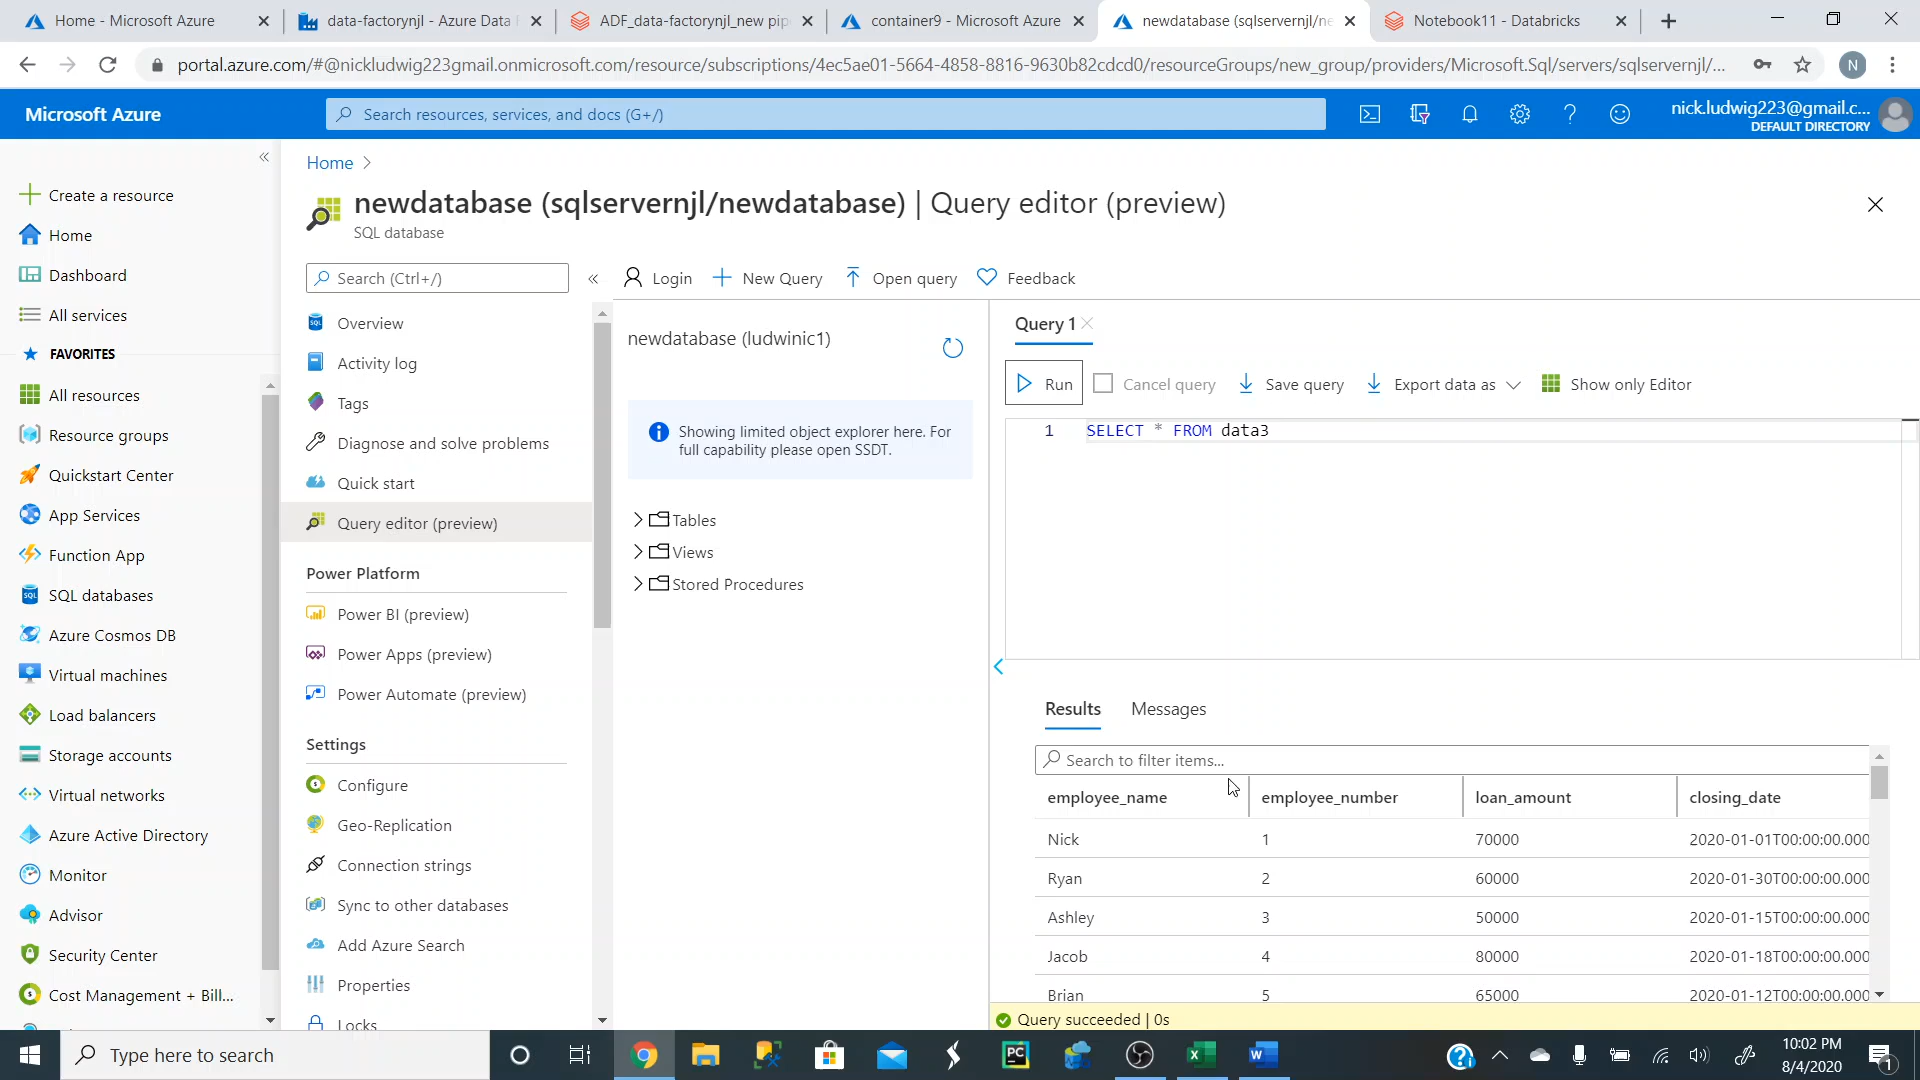 Home - Microsoft Azure
data-factorynjl - Azure Data
ADF_data-factorynjl_new pip
container9 - Microsoft Azure
newdatabase (sqlservernjl/ne
Notebook11 - Databricks
portal.azure.com/#@nickludwig223gmail.onmicrosoft.com/resource/subscriptions/4ec5ae01-5664-4858-8816-9630b82cdcd0/resourceGroups/new_group/providers/Microsoft.Sql/servers/sqlservernjl/...
N
Microsoft Azure
Search resources, services, and docs (G+/)
nick.ludwig223@gmail.c...
DEFAULT DIRECTORY
Create a resource
Home
Dashboard
All services
FAVORITES
All resources
Resource groups
Quickstart Center
App Services
Function App
SQL databases
Azure Cosmos DB
Virtual machines
Load balancers
Storage accounts
Virtual networks
Azure Active Directory
Monitor
Advisor
Security Center
Cost Management + Bill...
Home >
newdatabase (sqlservernjl/newdatabase) | Query editor (preview)
SQL database
Search (Ctrl+/)
Overview
Activity log
Tags
Diagnose and solve problems
Quick start
Query editor (preview)
Power Platform
Power BI (preview)
Power Apps (preview)
Power Automate (preview)
Settings
Configure
Geo-Replication
Connection strings
Sync to other databases
Add Azure Search
Properties
Locks
Login
New Query
Open query
Feedback
newdatabase (ludwinic1)
Showing limited object explorer here. For
full capability please open SSDT.
Tables
Views
Stored Procedures
Query 1
Run
Cancel query
Save query
Export data as
Show only Editor
1 SELECT * FROM data3
Results
Messages
Search to filter items...
employee_name employee_number loan_amount closing_date
Nick 1 70000 2020-01-01T00:00:00.000
Ryan 2 60000 2020-01-30T00:00:00.000
Ashley 3 50000 2020-01-15T00:00:00.000
Jacob 4 80000 2020-01-18T00:00:00.000
Brian 5 65000 2020-01-12T00:00:00.000
Query succeeded | 0s
Type here to search
10:02 PM
8/4/2020
1